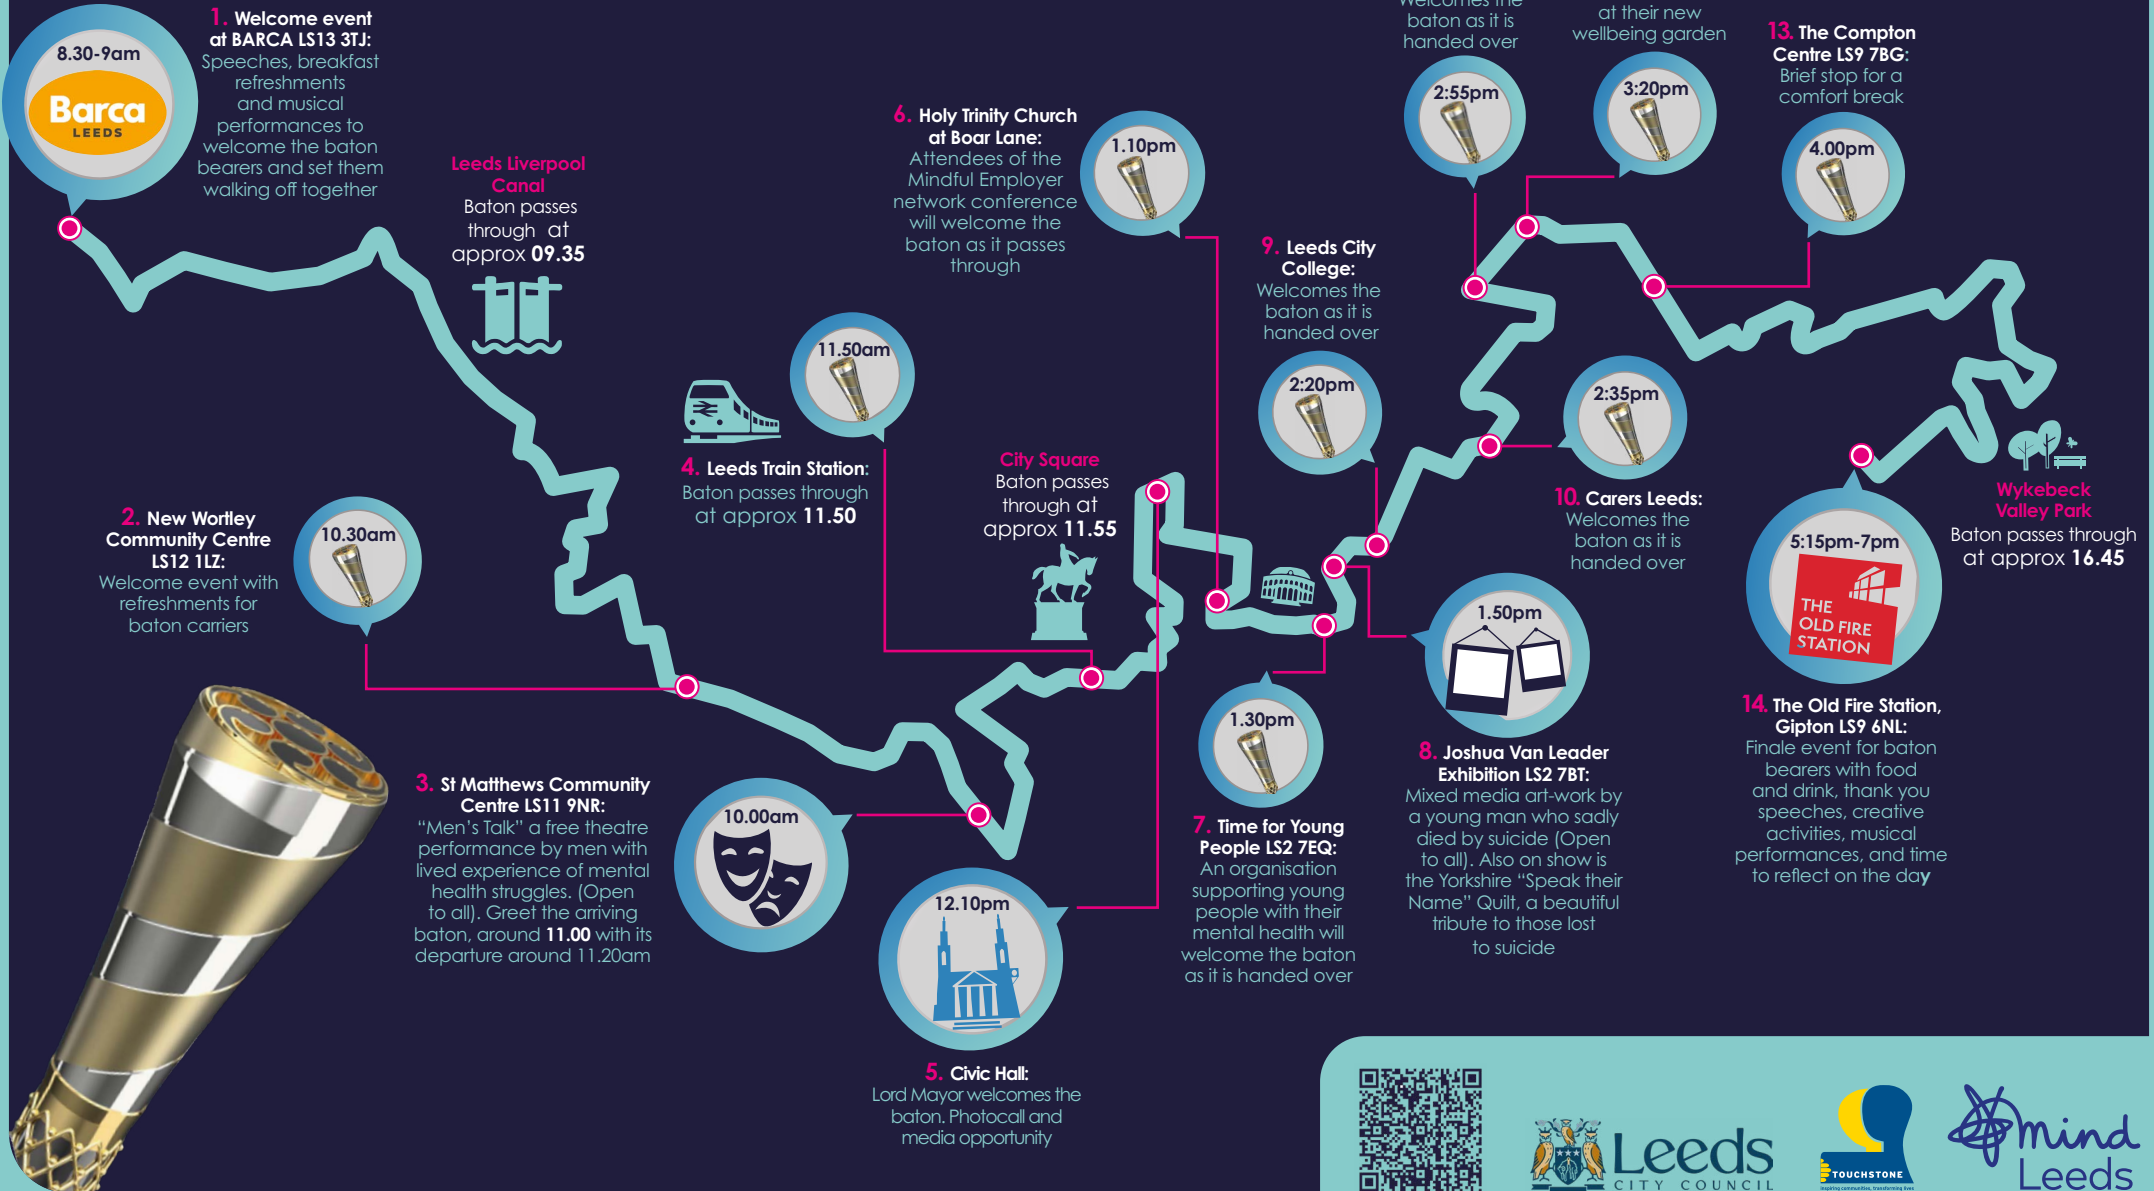 1. Welcome event
at BARCA LS13 3TJ:
Speeches, breakfast
refreshments
and musical
performances to
welcome the baton
bearers and set them
walking off together
8.30-9am
Barca
LEEDS
Leeds Liverpool
Canal
Baton passes
through at
approx 09.35
2. New Wortley
Community Centre
LS12 1LZ:
Welcome event with
refreshments for
baton carriers
10.30am
3. St Matthews Community
Centre LS11 9NR:
“Men’s Talk” a free theatre
performance by men with
lived experience of mental
health struggles. (Open
to all). Greet the arriving
baton, around 11.00 with its
departure around 11.20am
10.00am
11.50am
4. Leeds Train Station:
Baton passes through
at approx 11.50
City Square
Baton passes
through at
approx 11.55
12.10pm
5. Civic Hall:
Lord Mayor welcomes the
baton. Photocall and
media opportunity
6. Holy Trinity Church
at Boar Lane:
Attendees of the
Mindful Employer
network conference
will welcome the
baton as it passes
through
1.10pm
1.30pm
7. Time for Young
People LS2 7EQ:
An organisation
supporting young
people with their
mental health will
welcome the baton
as it is handed over
1.50pm
8. Joshua Van Leader
Exhibition LS2 7BT:
Mixed media art-work by
a young man who sadly
died by suicide (Open
to all). Also on show is
the Yorkshire “Speak their
Name” Quilt, a beautiful
tribute to those lost
to suicide
9. Leeds City
College:
Welcomes the
baton as it is
handed over
2:20pm
2:35pm
10. Carers Leeds:
Welcomes the
baton as it is
handed over
Welcomes the
baton as it is
handed over
2:55pm
at their new
wellbeing garden
3:20pm
13. The Compton
Centre LS9 7BG:
Brief stop for a
comfort break
4.00pm
Wykebeck
Valley Park
Baton passes through
at approx 16.45
5:15pm-7pm
THE
OLD FIRE
STATION
14. The Old Fire Station,
Gipton LS9 6NL:
Finale event for baton
bearers with food
and drink, thank you
speeches, creative
activities, musical
performances, and time
to reflect on the day
Leeds
CITY COUNCIL
TOUCHSTONE
inspiring communities, transforming lives
mind
Leeds